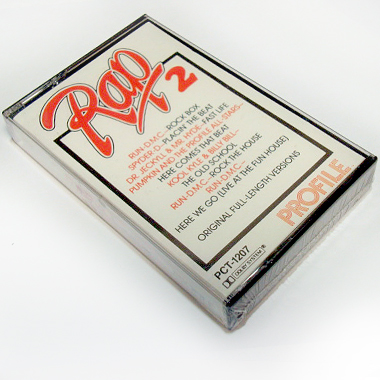 Rap
2
RUN-D.M.C.-ROCK BOX
SPYDER-D-PLACIN' THE BEAT
DR. JECKYLL & MR. HYDE-FAST LIFE
PUMPKIN AND THE PROFILE ALL-STARS-
HERE COMES THAT BEAT
KOOL KYLE & BILLY BILL-
THE OLD SCHOOL
RUN-D.M.C.-ROCK THE HOUSE
RUN-D.M.C.-
HERE WE GO (LIVE AT THE FUN HOUSE)
ORIGINAL FULL-LENGTH VERSIONS
PROFILE
PCT-1207
DOLBY SYSTEM